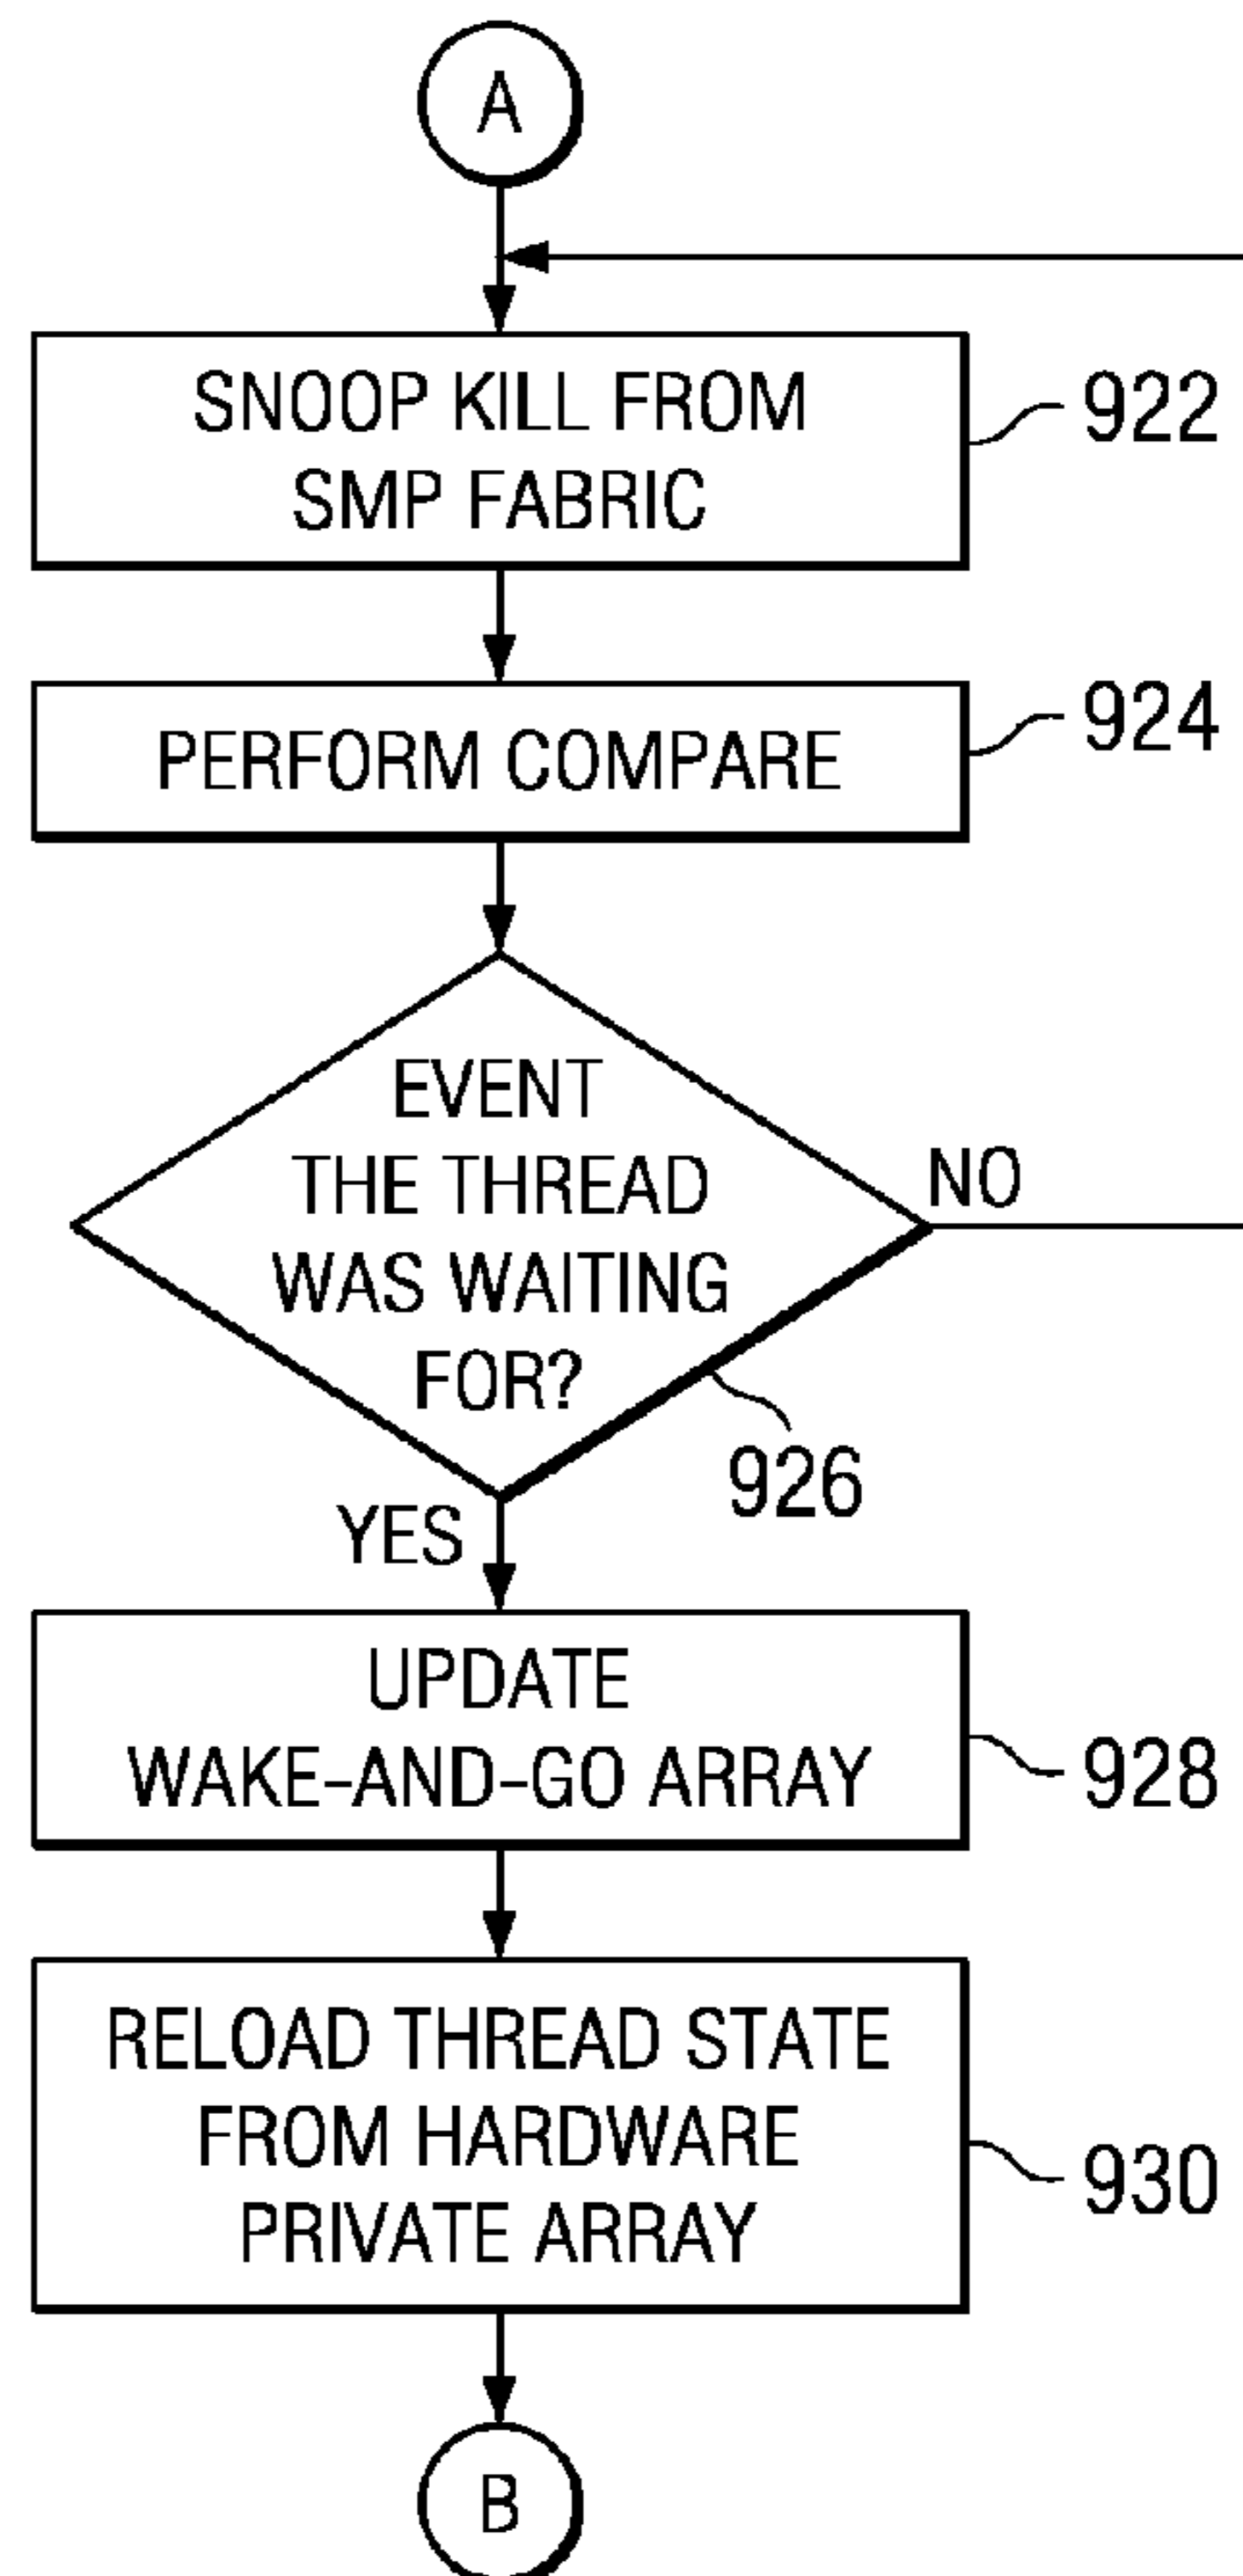 A
SNOOP KILL FROM
SMP FABRIC
922
PERFORM COMPARE
924
EVENT
THE THREAD
WAS WAITING
FOR?
NO
926
YES
UPDATE
WAKE-AND-GO ARRAY
928
RELOAD THREAD STATE
FROM HARDWARE
PRIVATE ARRAY
930
B